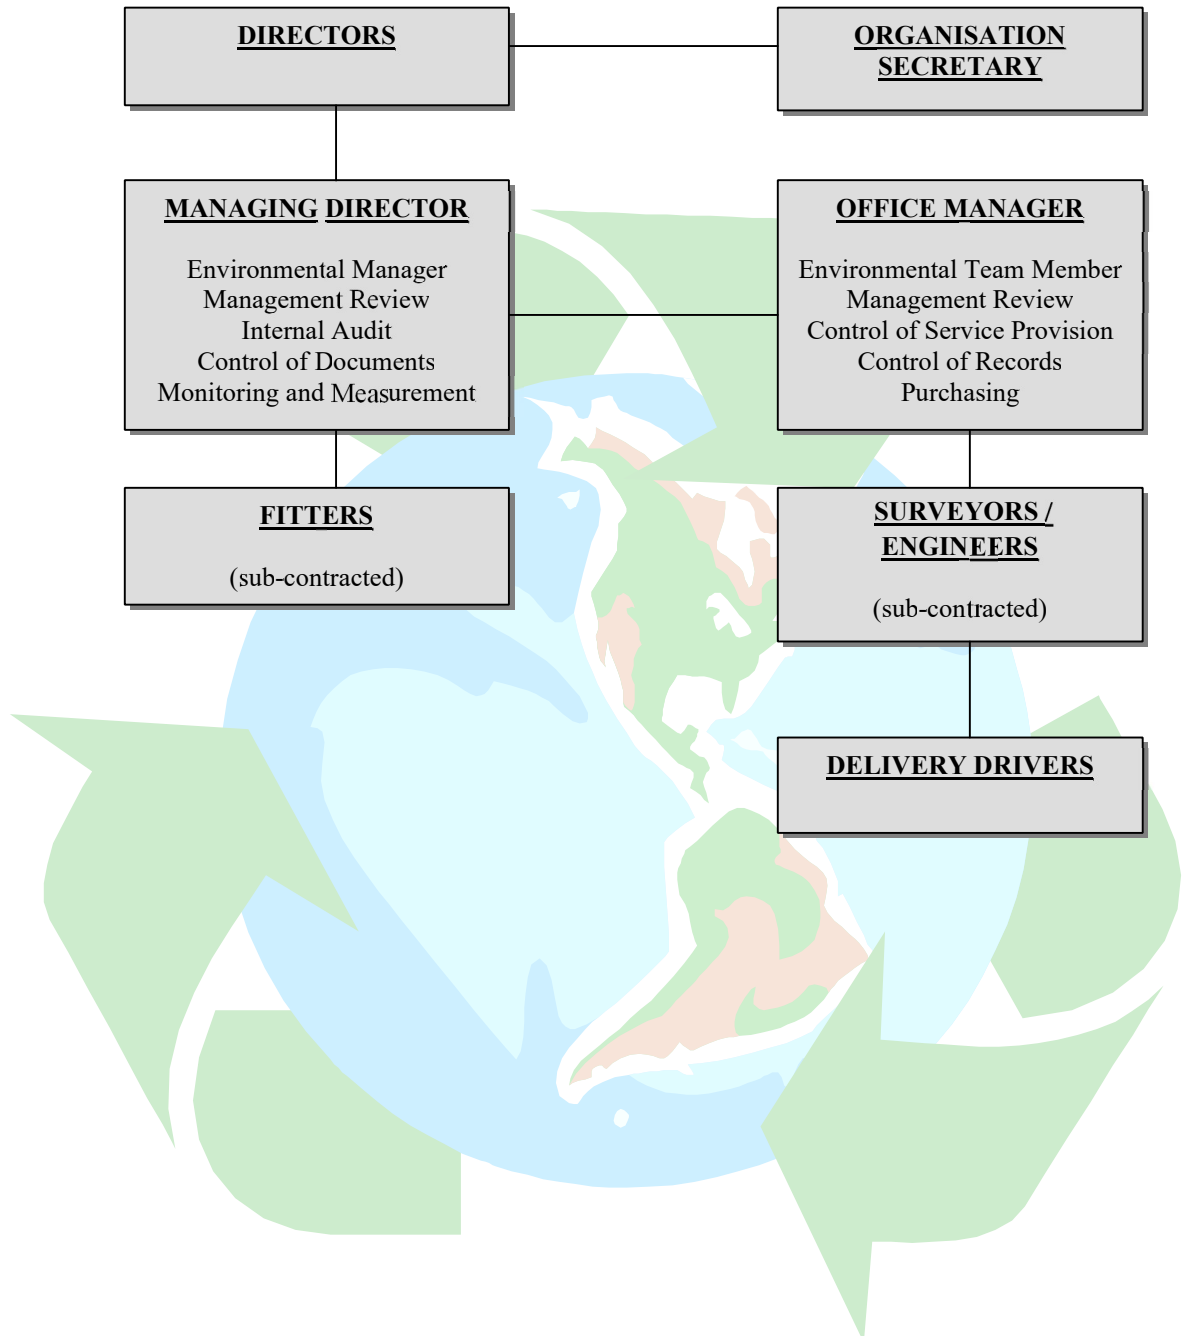 DIRECTORS
ORGANISATION
SECRETARY
MANAGING DIRECTOR
Environmental Manager
Management Review
Internal Audit
Control of Documents
Monitoring and Measurement
OFFICE MANAGER
Environmental Team Member
Management Review
Control of Service Provision
Control of Records
Purchasing
FITTERS
(sub-contracted)
SURVEYORS /
ENGINEERS
(sub-contracted)
DELIVERY DRIVERS